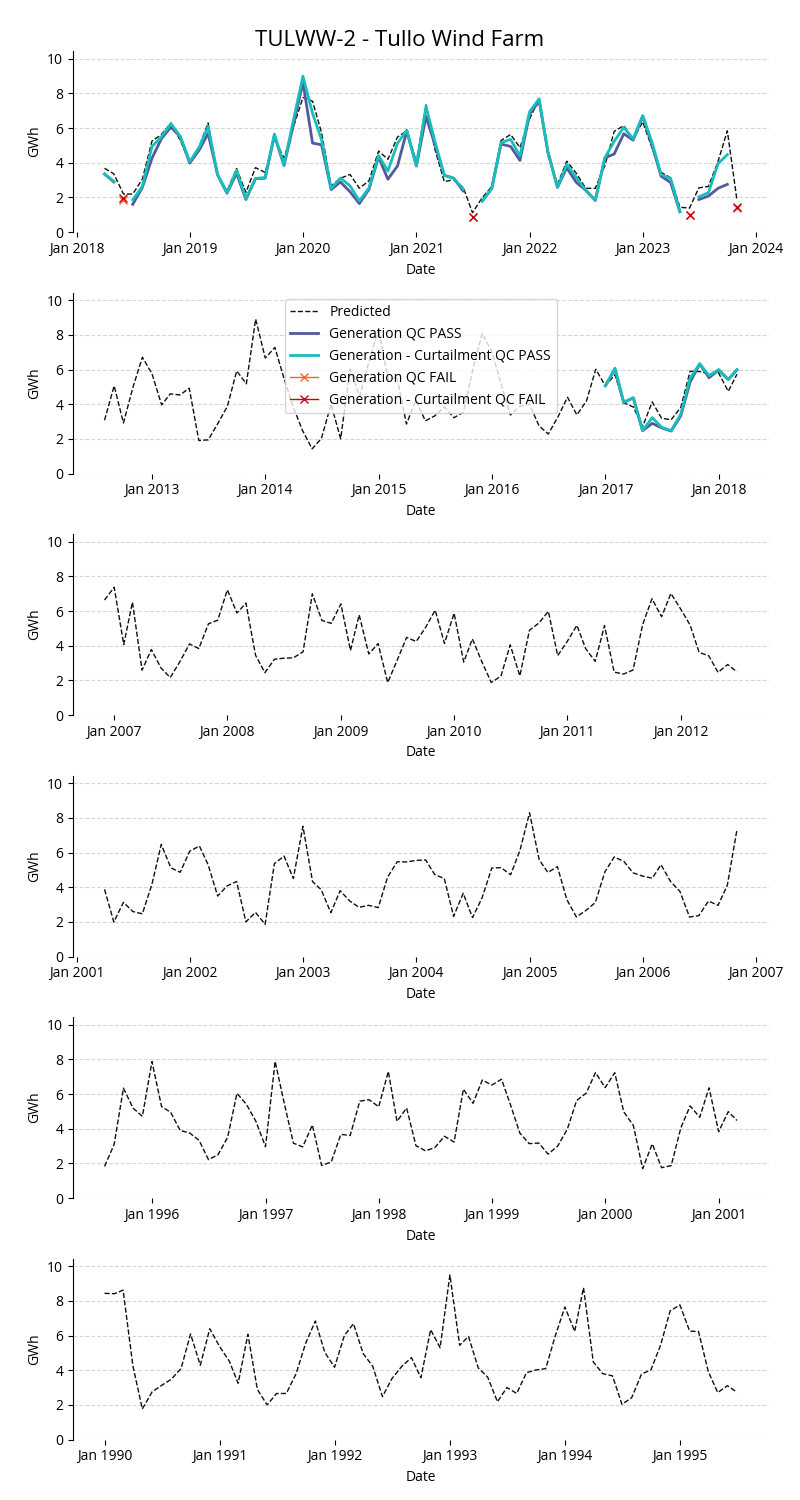 TULWW-2 - Tullo Wind Farm
10
8
6
4
2
0
GWh
Jan 2018
Jan 2019
Jan 2020
Jan 2021
Jan 2022
Jan 2023
Jan 2024
Date
10
8
6
4
2
0
GWh
Predicted
Generation QC PASS
Generation - Curtailment QC PASS
Generation QC FAIL
Generation - Curtailment QC FAIL
Jan 2013
Jan 2014
Jan 2015
Jan 2016
Jan 2017
Jan 2018
Date
10
8
6
4
2
0
GWh
Jan 2007
Jan 2008
Jan 2009
Jan 2010
Jan 2011
Jan 2012
Date
10
8
6
4
2
0
GWh
Jan 2001
Jan 2002
Jan 2003
Jan 2004
Jan 2005
Jan 2006
Jan 2007
Date
10
8
6
4
2
0
GWh
Jan 1996
Jan 1997
Jan 1998
Jan 1999
Jan 2000
Jan 2001
Date
10
8
6
4
2
0
GWh
Jan 1990
Jan 1991
Jan 1992
Jan 1993
Jan 1994
Jan 1995
Date